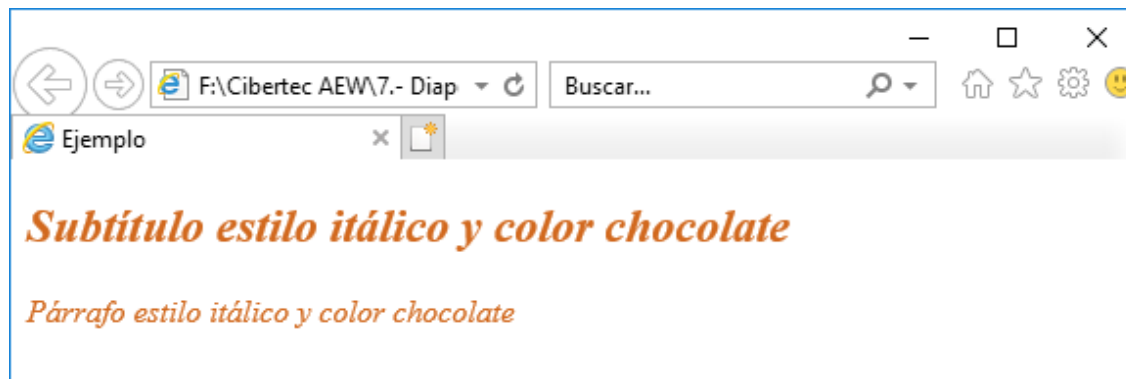 F:\Cibertec AEW\7.- Diap
Buscar...
Ejemplo
Subtítulo estilo itálico y color chocolate
Párrafo estilo itálico y color chocolate